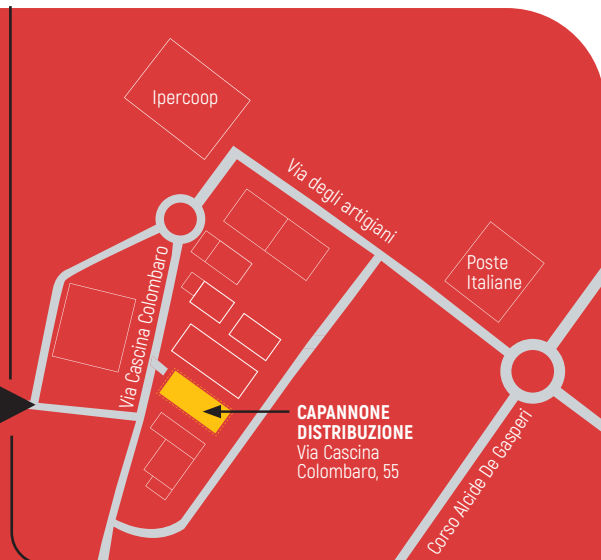 Ipercoop
Via degli artigiani
Poste
Italiane
Via Cascina Colombaro
CAPANNONE
DISTRIBUZIONE
Via Cascina
Colombaro, 55
Corso Alcide De Gasperi